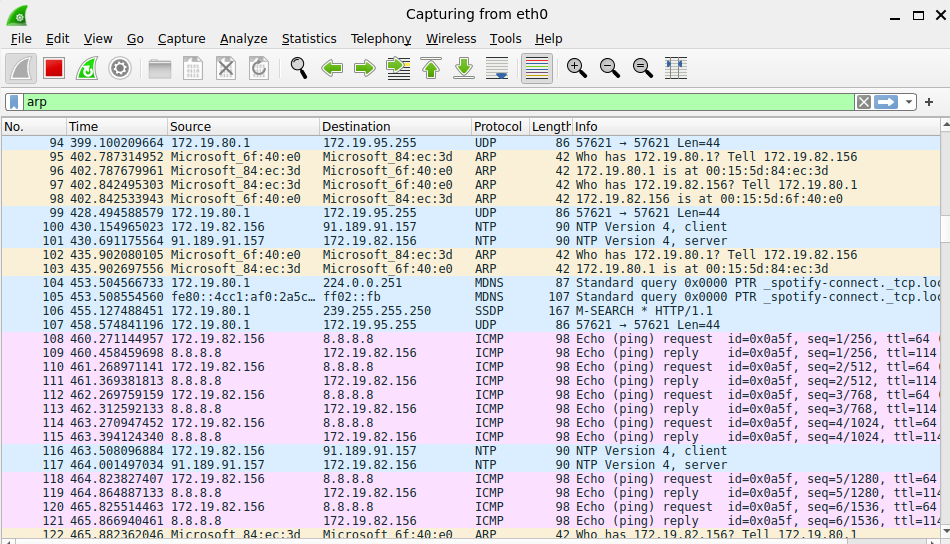 Capturing from eth0
File Edit View Go Capture Analyze Statistics Telephony Wireless Tools Help
arp
No. Time Source Destination Protocol Length Info
94 399.100209664 172.19.80.1 172.19.95.255 UDP 86 57621 → 57621 Len=44
95 402.787314952 Microsoft_6f:40:e0 Microsoft_84:ec:3d ARP 42 Who has 172.19.80.1? Tell 172.19.82.156
96 402.787679961 Microsoft_84:ec:3d Microsoft_6f:40:e0 ARP 42 172.19.80.1 is at 00:15:5d:84:ec:3d
97 402.842495303 Microsoft_84:ec:3d Microsoft_6f:40:e0 ARP 42 Who has 172.19.82.156? Tell 172.19.80.1
98 402.842533943 Microsoft_6f:40:e0 Microsoft_84:ec:3d ARP 42 172.19.82.156 is at 00:15:5d:6f:40:e0
99 428.494588579 172.19.80.1 172.19.95.255 UDP 86 57621 → 57621 Len=44
100 430.154965023 172.19.82.156 91.189.91.157 NTP 90 NTP Version 4, client
101 430.691175564 91.189.91.157 172.19.82.156 NTP 90 NTP Version 4, server
102 435.902080105 Microsoft_6f:40:e0 Microsoft_84:ec:3d ARP 42 Who has 172.19.80.1? Tell 172.19.82.156
103 435.902697556 Microsoft_84:ec:3d Microsoft_6f:40:e0 ARP 42 172.19.80.1 is at 00:15:5d:84:ec:3d
104 453.504566733 172.19.80.1 224.0.0.251 MDNS 87 Standard query 0x0000 PTR _spotify-connect._tcp.loc
105 453.508554560 fe80::4cc1:af0:2a5c… ff02::fb MDNS 107 Standard query 0x0000 PTR _spotify-connect._tcp.loc
106 455.127488451 172.19.80.1 239.255.255.250 SSDP 167 M-SEARCH * HTTP/1.1
107 458.574841196 172.19.80.1 172.19.95.255 UDP 86 57621 → 57621 Len=44
108 460.271144957 172.19.82.156 8.8.8.8 ICMP 98 Echo (ping) request id=0x0a5f, seq=1/256, ttl=64 (
109 460.458459698 8.8.8.8 172.19.82.156 ICMP 98 Echo (ping) reply id=0x0a5f, seq=1/256, ttl=114
110 461.268971141 172.19.82.156 8.8.8.8 ICMP 98 Echo (ping) request id=0x0a5f, seq=2/512, ttl=64 (
111 461.369381813 8.8.8.8 172.19.82.156 ICMP 98 Echo (ping) reply id=0x0a5f, seq=2/512, ttl=114
112 462.269759159 172.19.82.156 8.8.8.8 ICMP 98 Echo (ping) request id=0x0a5f, seq=3/768, ttl=64 (
113 462.312592133 8.8.8.8 172.19.82.156 ICMP 98 Echo (ping) reply id=0x0a5f, seq=3/768, ttl=114
114 463.270947452 172.19.82.156 8.8.8.8 ICMP 98 Echo (ping) request id=0x0a5f, seq=4/1024, ttl=64
115 463.394124340 8.8.8.8 172.19.82.156 ICMP 98 Echo (ping) reply id=0x0a5f, seq=4/1024, ttl=114
116 463.508096884 172.19.82.156 91.189.91.157 NTP 90 NTP Version 4, client
117 464.001497034 91.189.91.157 172.19.82.156 NTP 90 NTP Version 4, server
118 464.823827407 172.19.82.156 8.8.8.8 ICMP 98 Echo (ping) request id=0x0a5f, seq=5/1280, ttl=64
119 464.864887133 8.8.8.8 172.19.82.156 ICMP 98 Echo (ping) reply id=0x0a5f, seq=5/1280, ttl=114
120 465.825514463 172.19.82.156 8.8.8.8 ICMP 98 Echo (ping) request id=0x0a5f, seq=6/1536, ttl=64
121 465.866940461 8.8.8.8 172.19.82.156 ICMP 98 Echo (ping) reply id=0x0a5f, seq=6/1536, ttl=114
122 465.882362046 Microsoft_84:ec:3d Microsoft_6f:40:e0 ARP 42 Who has 172.19.82.156? Tell 172.19.80.1